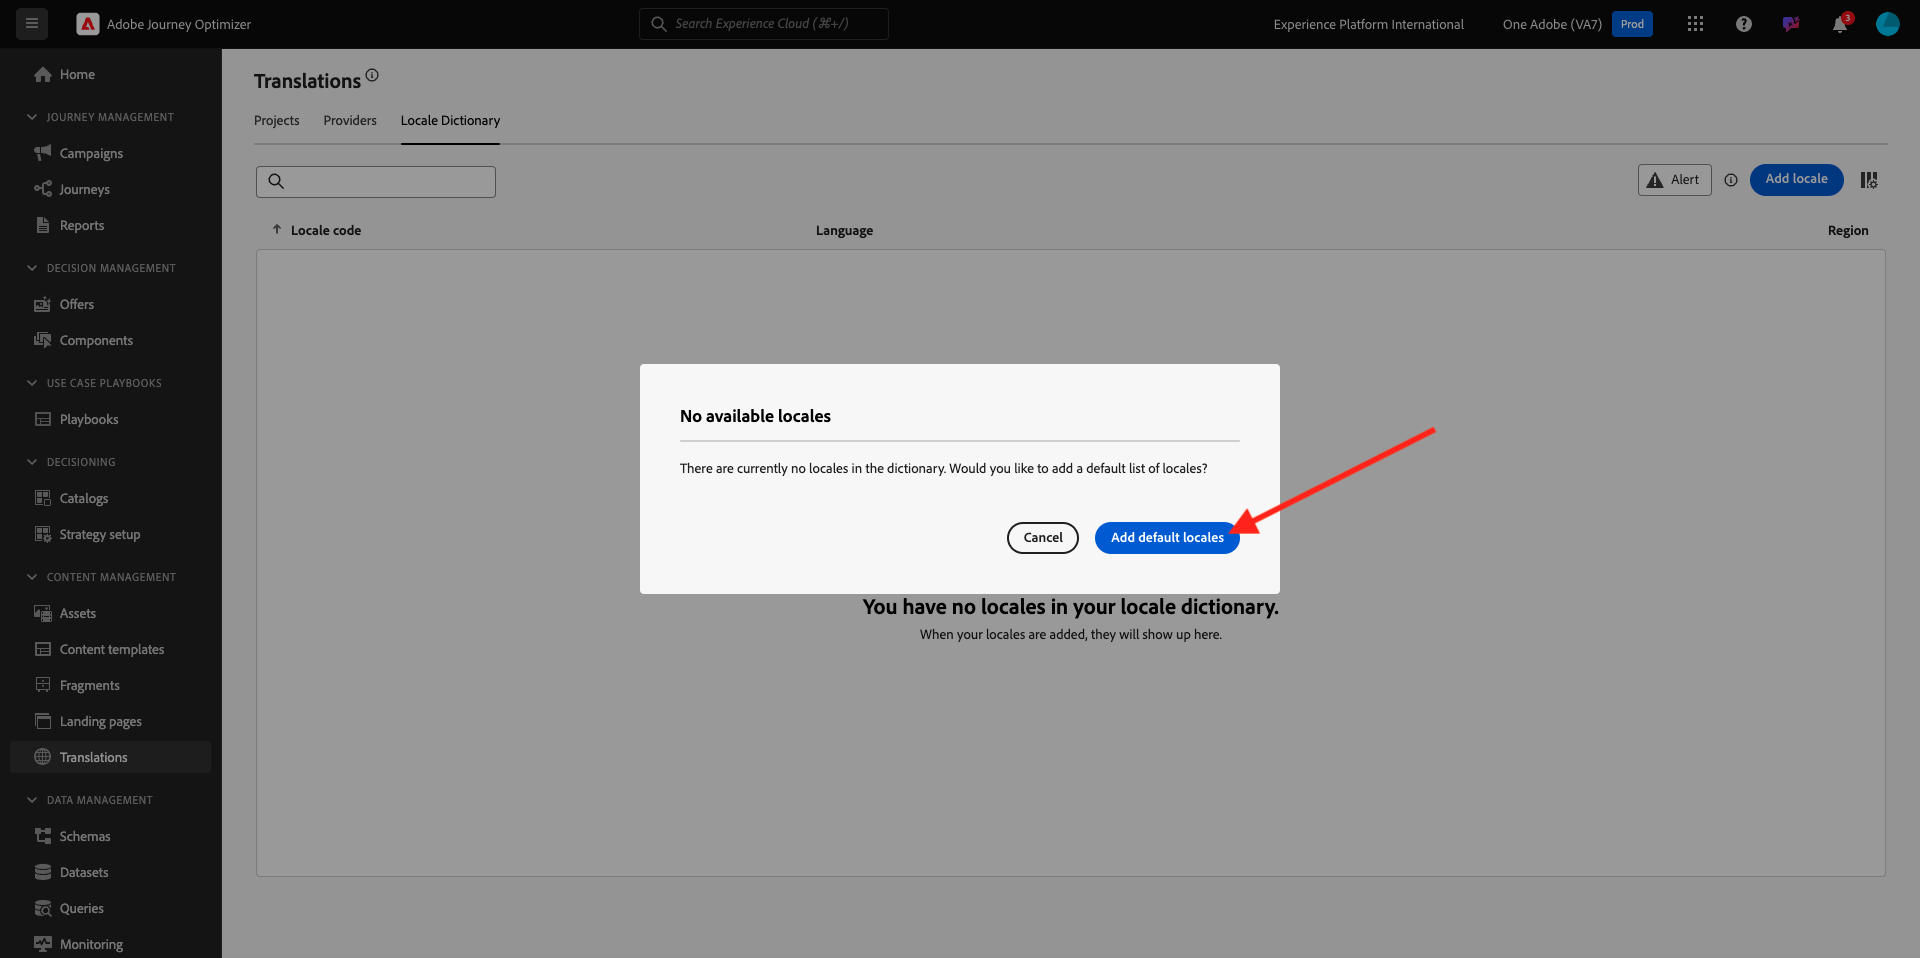 Adobe Journey Optimizer
Search Experience Cloud (⌘+/)
Experience Platform International
One Adobe (VA7)
Prod
3
Home
JOURNEY MANAGEMENT
Campaigns
Journeys
Reports
DECISION MANAGEMENT
Offers
Components
USE CASE PLAYBOOKS
Playbooks
DECISIONING
Catalogs
Strategy setup
CONTENT MANAGEMENT
Assets
Content templates
Fragments
Landing pages
Translations
DATA MANAGEMENT
Schemas
Datasets
Queries
Monitoring
Translations
Projects Providers Locale Dictionary
Alert
Add locale
Locale code Language Region
No available locales
There are currently no locales in the dictionary. Would you like to add a default list of locales?
Cancel Add default locales
You have no locales in your locale dictionary.
When your locales are added, they will show up here.